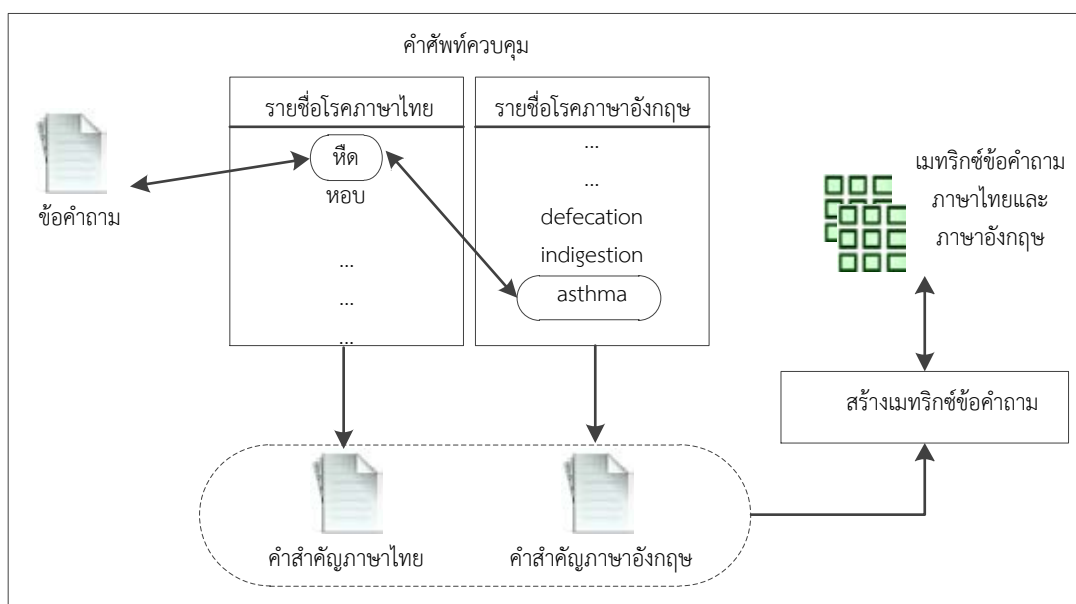 คำศัพท์ควบคุม
รายชื่อโรคภาษาไทย
รายชื่อโรคภาษาอังกฤษ
หืด
หอบ
...
...
...
...
...
defecation
indigestion
asthma
ข้อคำถาม
เมทริกซ์ข้อคำถาม
ภาษาไทยและ
ภาษาอังกฤษ
สร้างเมทริกซ์ข้อคำถาม
คำสำคัญภาษาไทย
คำสำคัญภาษาอังกฤษ